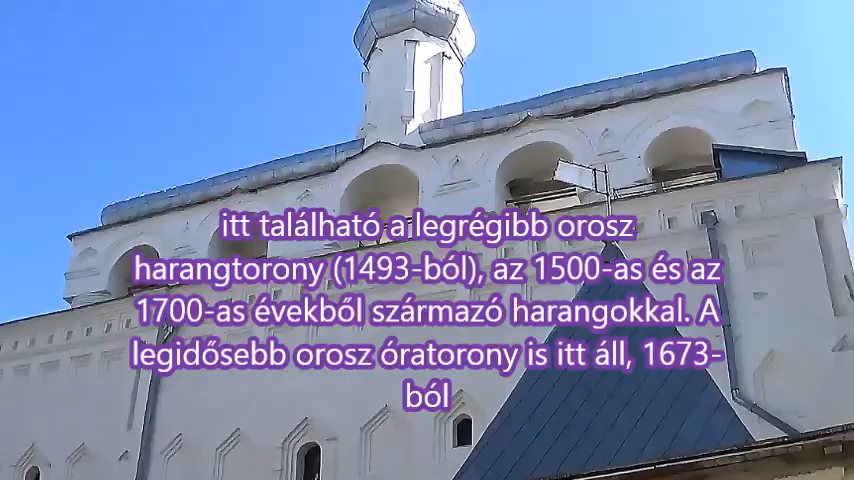 itt található a legrégibb orosz
harangtorony (1493-ból), az 1500-as és az
1700-as évekből származó harangokkal. A
legidősebb orosz óratorony is itt áll, 1673-
ból